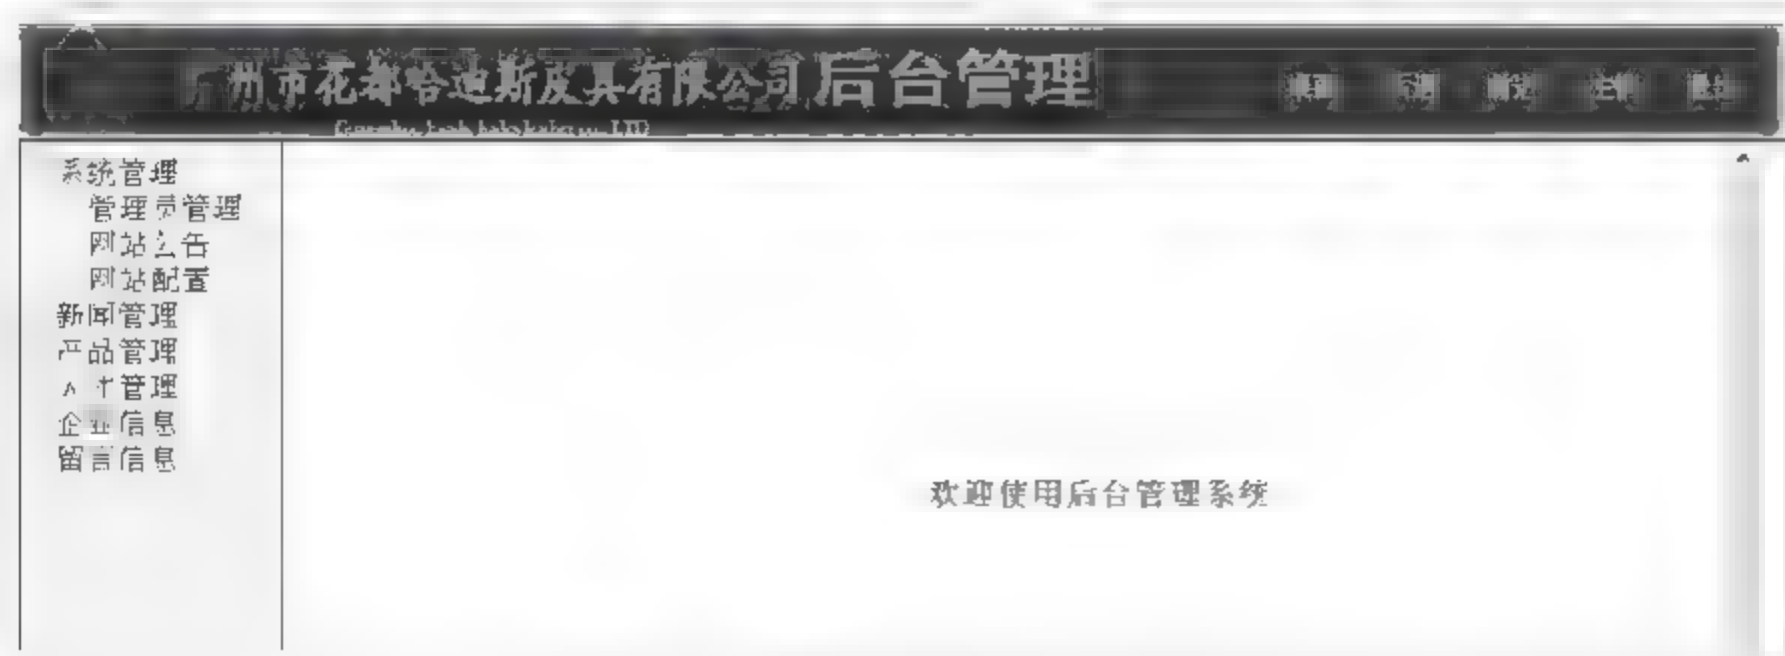 广州市花都哈迪斯皮具有限公司后台管理
系统管理
管理员管理
网站公告
网站配置
新闻管理
产品管理
人才管理
企业信息
留言信息
欢迎使用后台管理系统